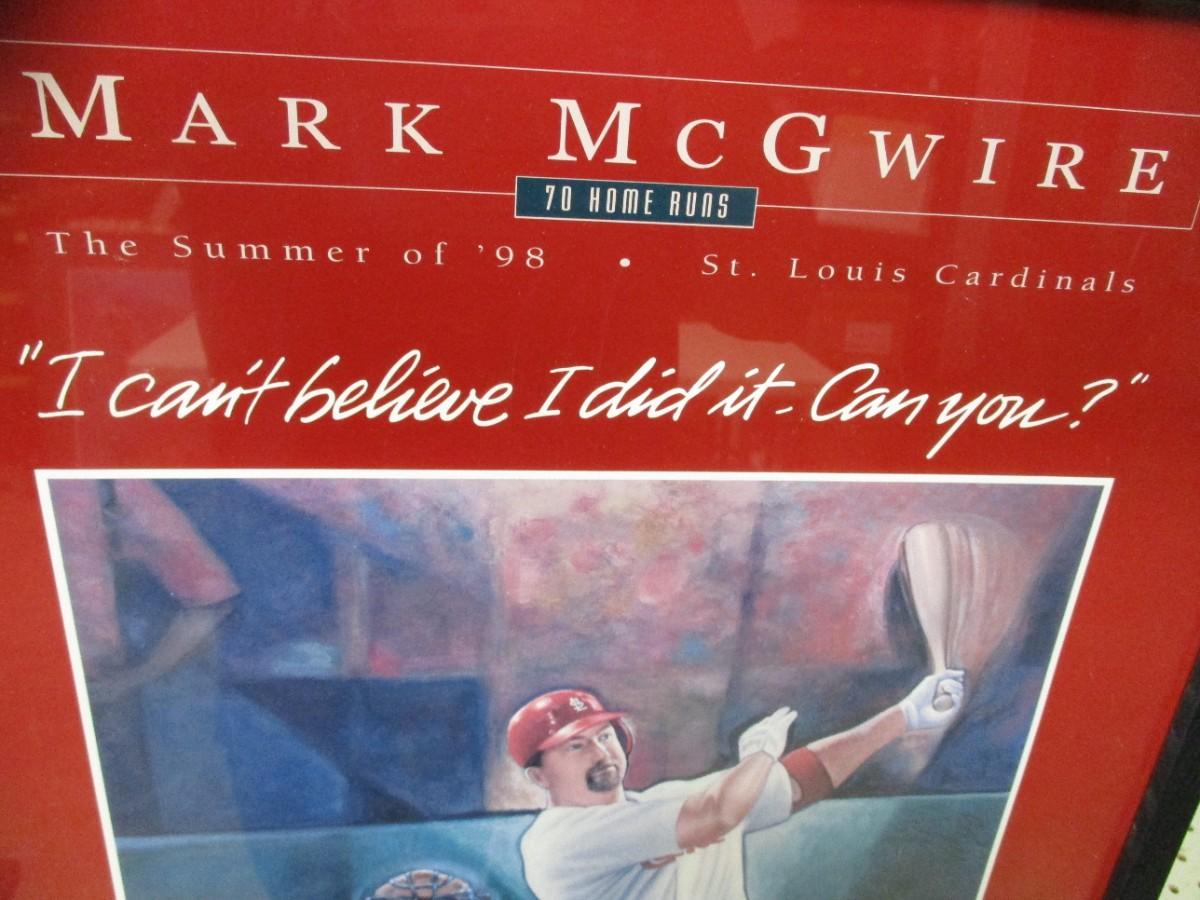 MARK McGWIRE
70 HOME RUNS
The Summer of '98 • St. Louis Cardinals
"I can't believe I did it - Can you?"